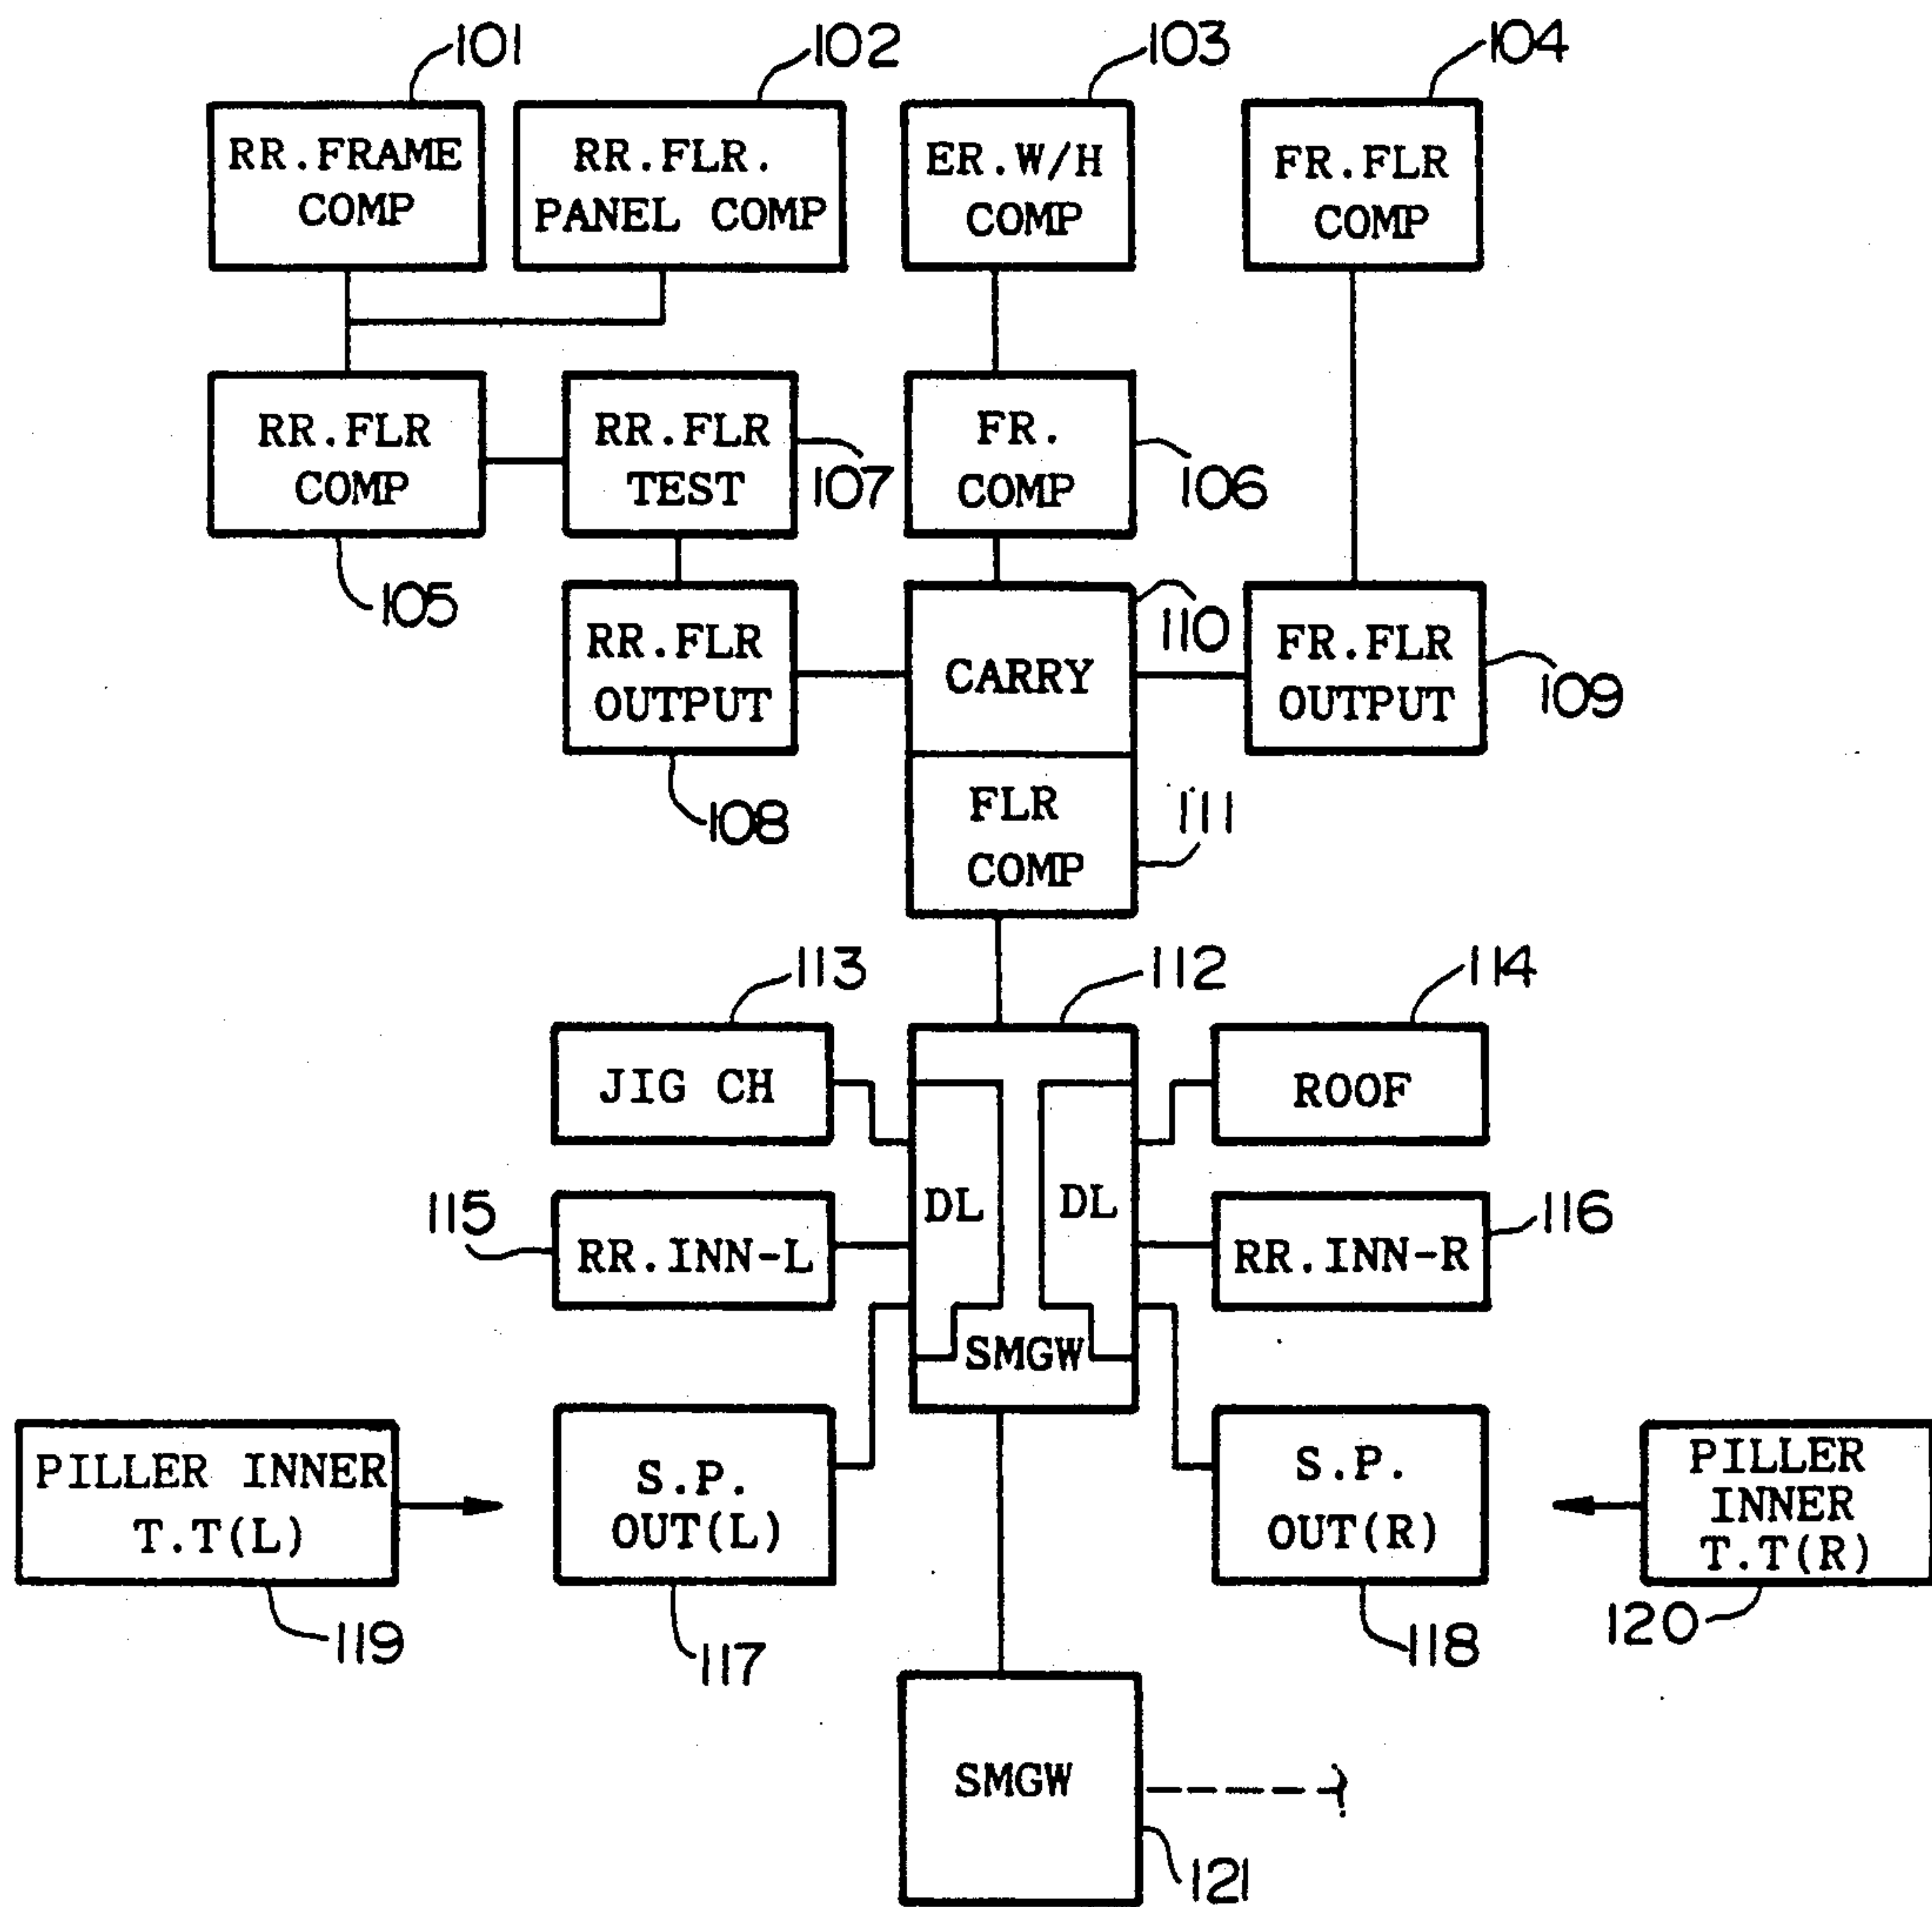 101
102
103
104
RR.FRAME
COMP
RR.FLR.
PANEL COMP
ER.W/H
COMP
FR.FLR
COMP
RR.FLR
COMP
RR.FLR
TEST
107
FR.
COMP
106
105
RR.FLR
OUTPUT
CARRY
110
FR.FLR
OUTPUT
109
108
FLR
COMP
111
113
112
114
JIG CH
ROOF
DL
DL
115
RR.INN-L
RR.INN-R
116
SMGW
PILLER INNER
T.T(L)
S.P.
OUT(L)
S.P.
OUT(R)
PILLER
INNER
T.T(R)
119
117
118
120
SMGW
121